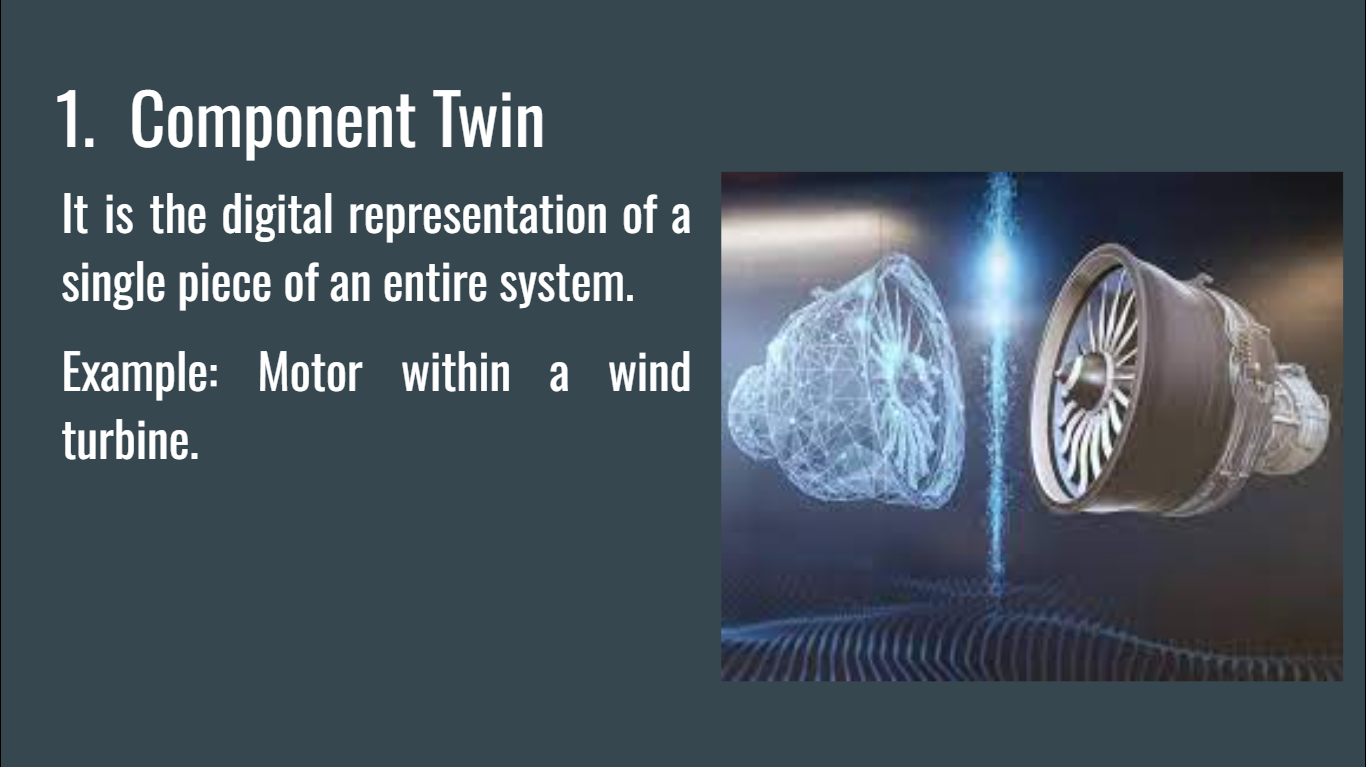 1. Component Twin
It is the digital representation of a
single piece of an entire system.
Example: Motor within a wind
turbine.